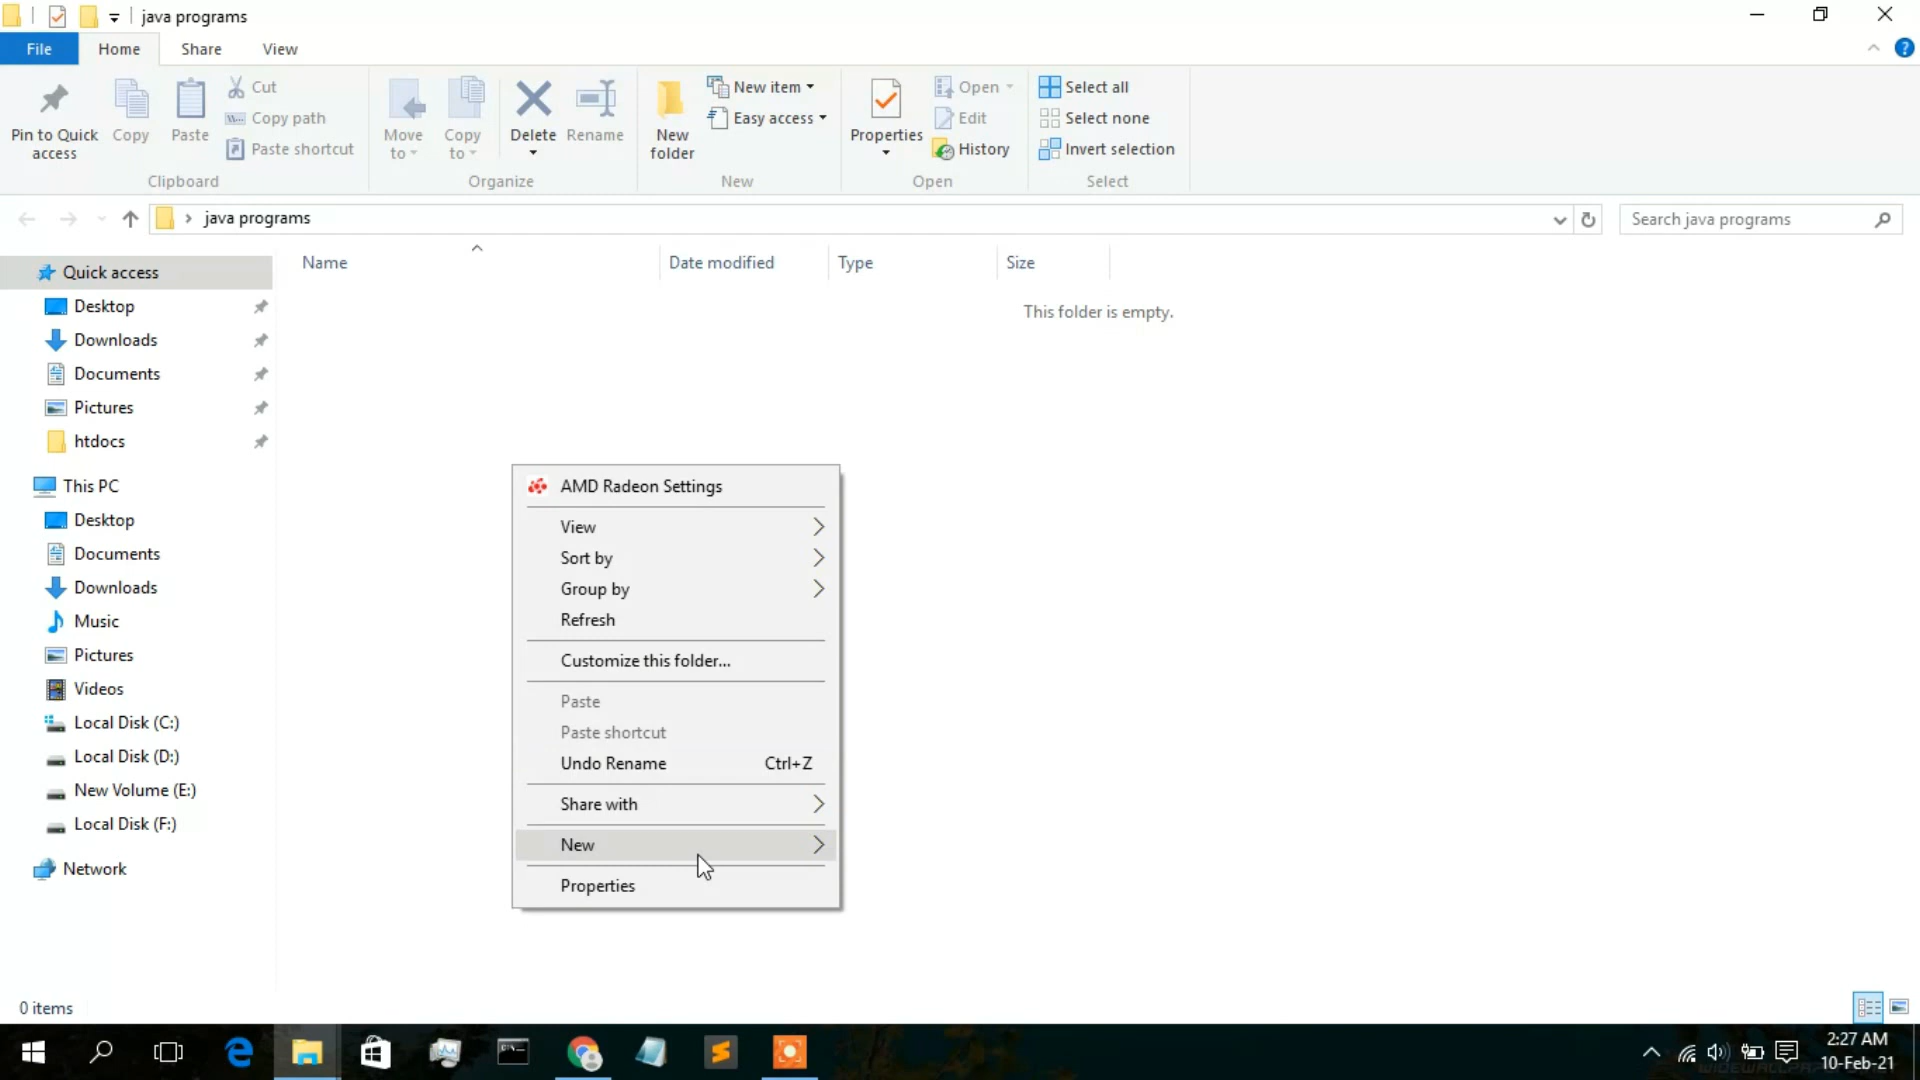 java programs
File Home Share View
Pin to Quick access
Copy
Paste
Cut
Copy path
Paste shortcut
Clipboard
Move to
Copy to
Delete
Rename
Organize
New folder
New item
Easy access
New
Properties
Open
Edit
History
Open
Select all
Select none
Invert selection
Select
java programs
Search java programs
Name Date modified Type Size
This folder is empty.
Quick access
Desktop
Downloads
Documents
Pictures
htdocs
This PC
Desktop
Documents
Downloads
Music
Pictures
Videos
Local Disk (C:)
Local Disk (D:)
New Volume (E:)
Local Disk (F:)
Network
AMD Radeon Settings
View
Sort by
Group by
Refresh
Customize this folder...
Paste
Paste shortcut
Undo Rename Ctrl+Z
Share with
New
Properties
0 items
2:27 AM
10-Feb-21